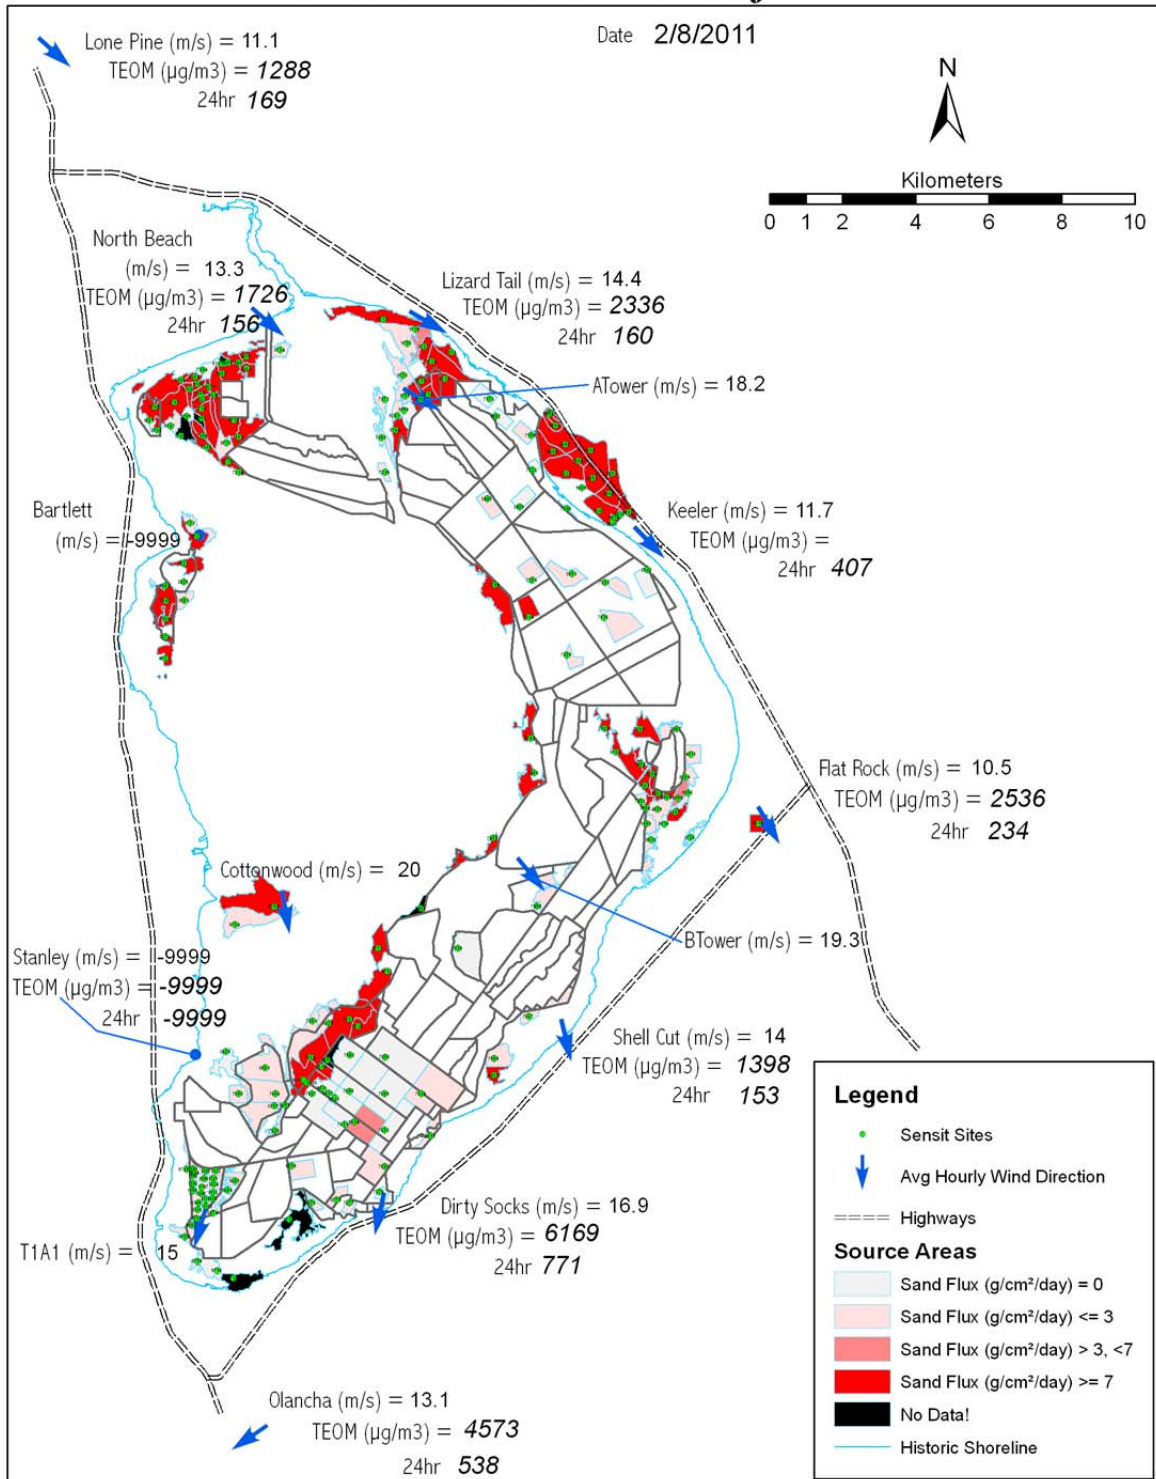 Date 2/8/2011
Lone Pine (m/s) = 11.1
TEOM (µg/m3) = 1288
24hr 169
N
Kilometers
0 1 2 4 6 8 10
North Beach
(m/s) = 13.3
TEOM (µg/m3) = 1726
24hr 156
Lizard Tail (m/s) = 14.4
TEOM (µg/m3) = 2336
24hr 160
ATower (m/s) = 18.2
Bartlett
(m/s) = -9999
Keeler (m/s) = 11.7
TEOM (µg/m3) =
24hr 407
Flat Rock (m/s) = 10.5
TEOM (µg/m3) = 2536
24hr 234
Cottonwood (m/s) = 20
BTower (m/s) = 19.3
Stanley (m/s) = -9999
TEOM (µg/m3) = -9999
24hr -9999
Shell Cut (m/s) = 14
TEOM (µg/m3) = 1398
24hr 153
Dirty Socks (m/s) = 16.9
TEOM (µg/m3) = 6169
24hr 771
T1A1 (m/s) = 15
Olancha (m/s) = 13.1
TEOM (µg/m3) = 4573
24hr 538
Legend
Sensit Sites
Avg Hourly Wind Direction
Highways
Source Areas
Sand Flux (g/cm²/day) = 0
Sand Flux (g/cm²/day) <= 3
Sand Flux (g/cm²/day) > 3, <7
Sand Flux (g/cm²/day) >= 7
No Data!
Historic Shoreline